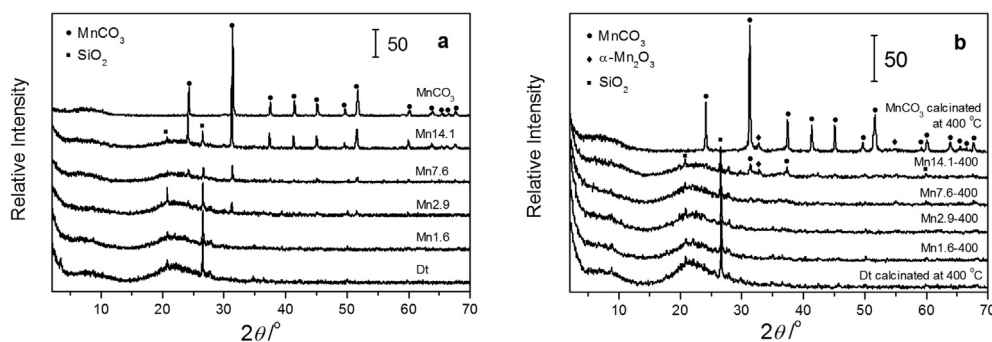 ● MnCO₃
■ SiO₂
50
a
MnCO₃
Mn14.1
Mn7.6
Mn2.9
Mn1.6
Dt
Relative Intensity
10 20 30 40 50 60 70
2θ/°
● MnCO₃
♦ α-Mn₂O₃
■ SiO₂
50
b
MnCO₃ calcinated
at 400 °C
Mn14.1-400
Mn7.6-400
Mn2.9-400
Mn1.6-400
Dt calcinated at 400 °C
Relative Intensity
10 20 30 40 50 60 70
2θ/°